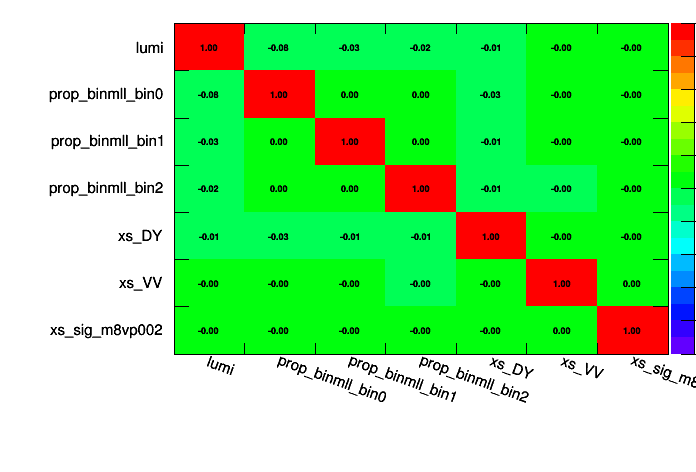 lumi 1.00 -0.08 -0.03 -0.02 -0.01 -0.00 -0.00
prop_binmll_bin0 -0.08 1.00 0.00 0.00 -0.03 -0.00 -0.00
prop_binmll_bin1 -0.03 0.00 1.00 0.00 -0.01 -0.00 -0.00
prop_binmll_bin2 -0.02 0.00 0.00 1.00 -0.01 -0.00 -0.00
xs_DY -0.01 -0.03 -0.01 -0.01 1.00 -0.00 -0.00
xs_VV -0.00 -0.00 -0.00 -0.00 -0.00 1.00 0.00
xs_sig_m8vp002 -0.00 -0.00 -0.00 -0.00 -0.00 0.00 1.00
lumi prop_binmll_bin0 prop_binmll_bin1 prop_binmll_bin2 xs_DY xs_VV xs_sig_m8